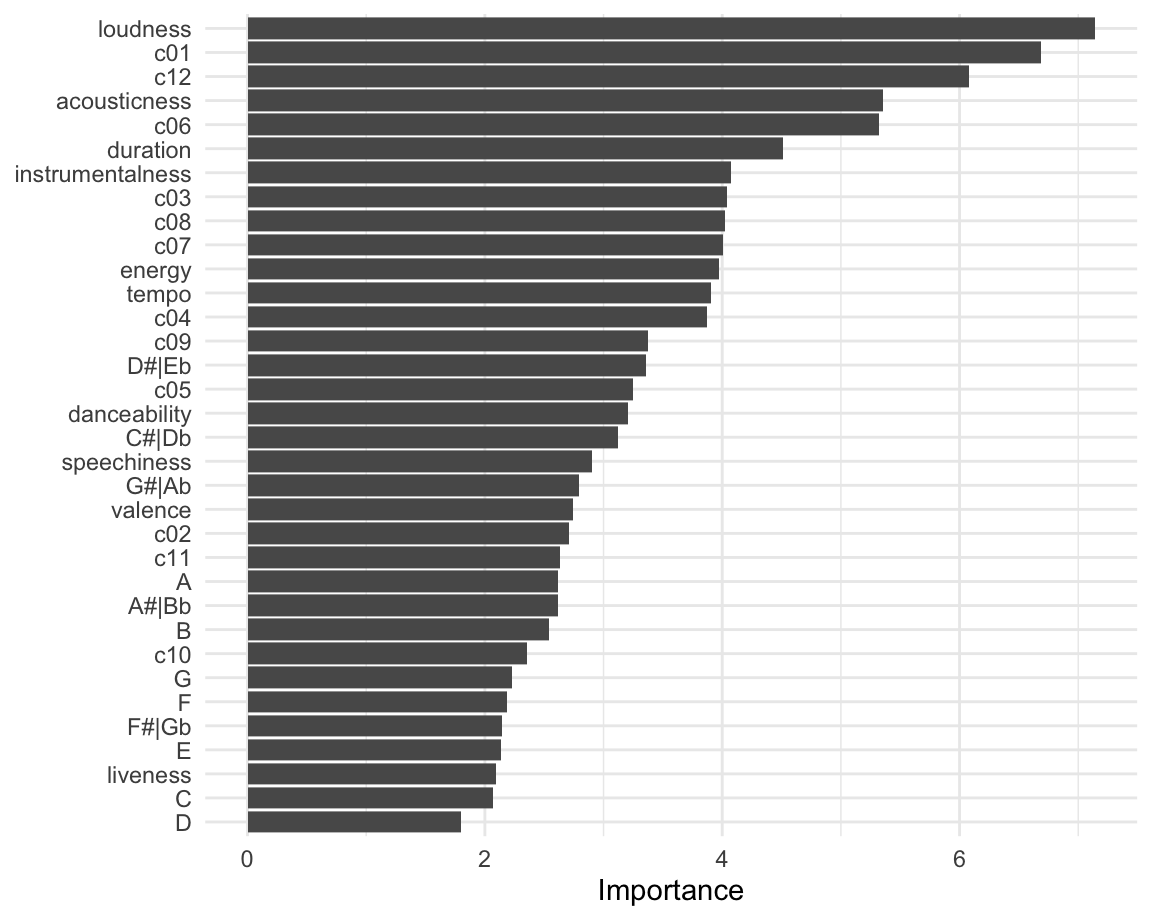 loudness
c01
c12
acousticness
c06
duration
instrumentalness
c03
c08
c07
energy
tempo
c04
c09
D#|Eb
c05
danceability
C#|Db
speechiness
G#|Ab
valence
c02
c11
A
A#|Bb
B
c10
G
F
F#|Gb
E
liveness
C
D
0 2 4 6
Importance